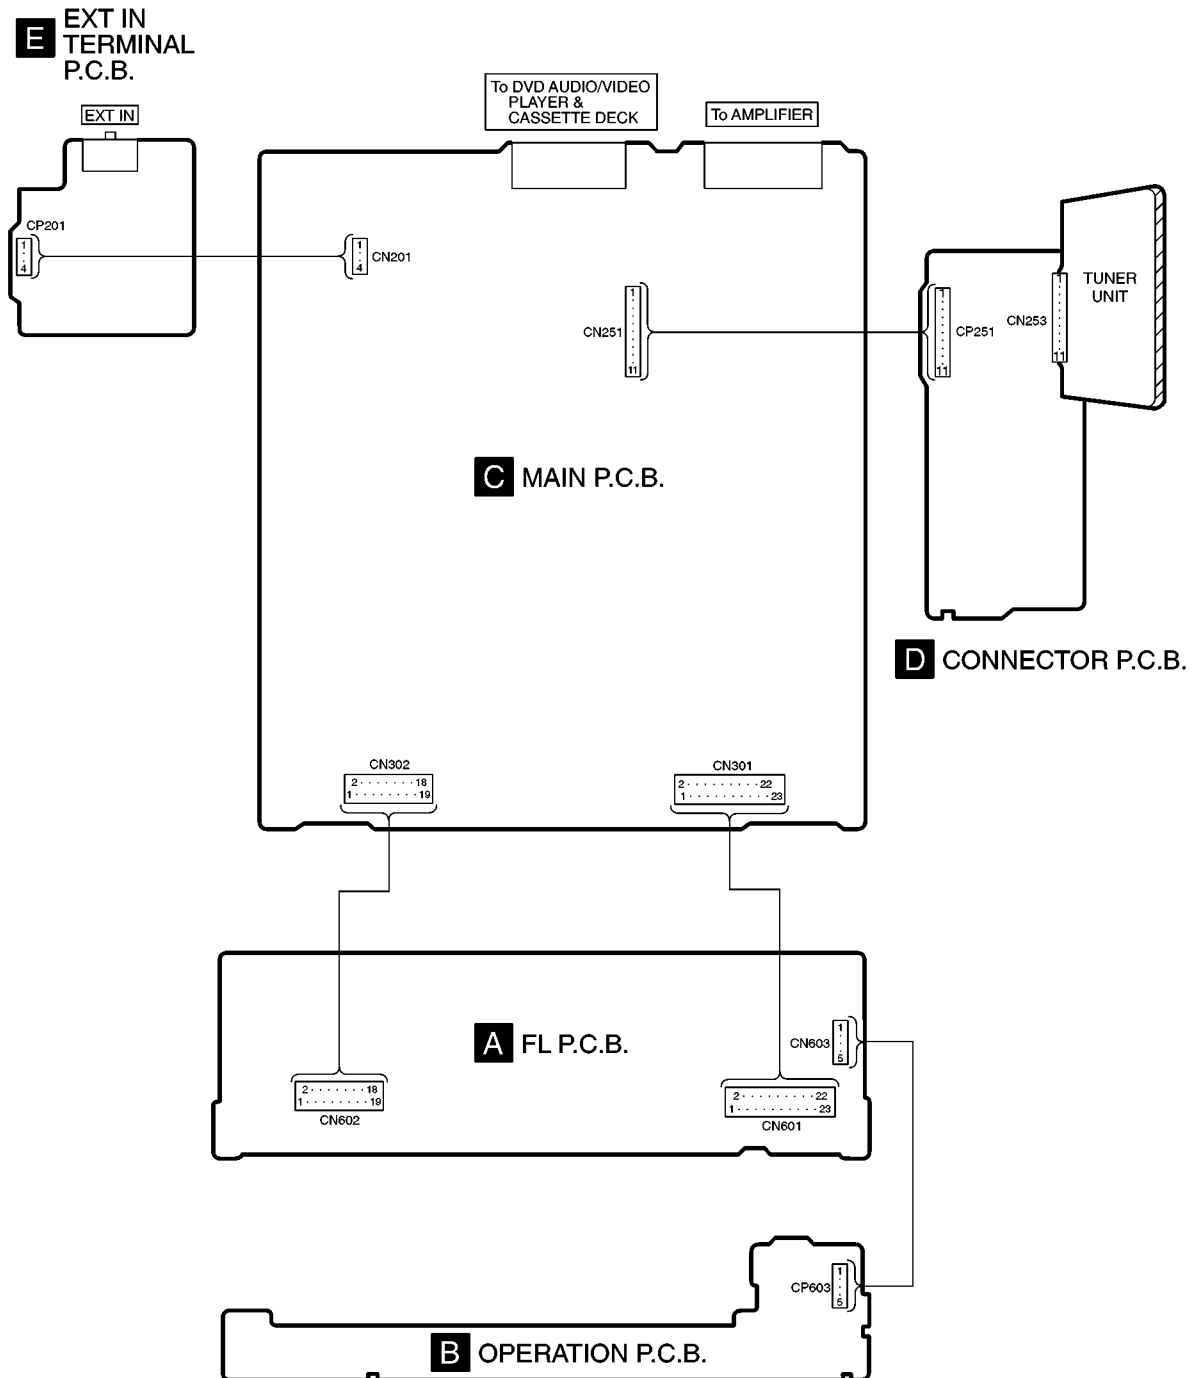 E EXT IN
TERMINAL
P.C.B.
EXT IN
To DVD AUDIO/VIDEO
PLAYER &
CASSETTE DECK
To AMPLIFIER
CP201
1
4
1
4
CN201
CN251
1
11
1
11
CP251
CN253
1
11
TUNER
UNIT
C MAIN P.C.B.
D CONNECTOR P.C.B.
CN302
2 · · · · · · · 18
1 · · · · · · · · 19
CN301
2 · · · · · · · · · 22
1 · · · · · · · · · · 23
A FL P.C.B.
CN603
1
5
2 · · · · · · · 18
1 · · · · · · · · 19
CN602
2 · · · · · · · · · 22
1 · · · · · · · · · · 23
CN601
CP603
1
5
B OPERATION P.C.B.